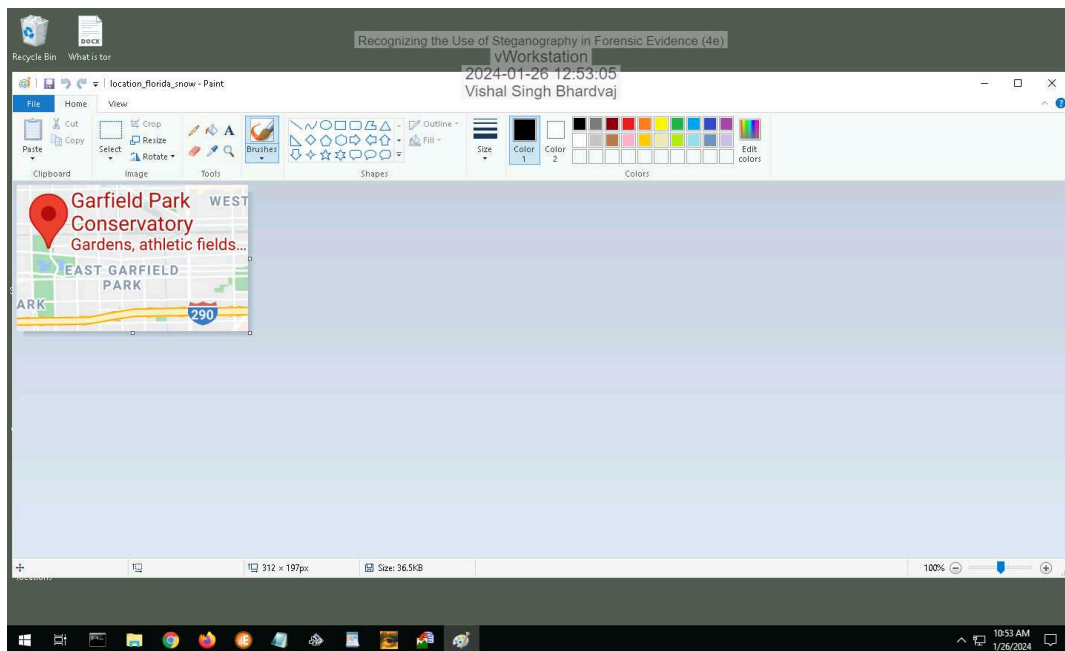 Recycle Bin
What is tor
Recognizing the Use of Steganography in Forensic Evidence (4e)
vWorkstation
2024-01-26 12:53:05
Vishal Singh Bhardvaj
location_florida_snow - Paint
File Home View
Paste
Cut
Copy
Clipboard
Select
Crop
Resize
Rotate
Image
Tools
Brushes
Outline
Fill
Shapes
Size
Color 1
Color 2
Edit colors
Colors
Garfield Park
Conservatory
Gardens, athletic fields...
WEST
EAST GARFIELD
PARK
ARK
290
312 × 197px
Size: 36.5KB
100%
10:53 AM
1/26/2024